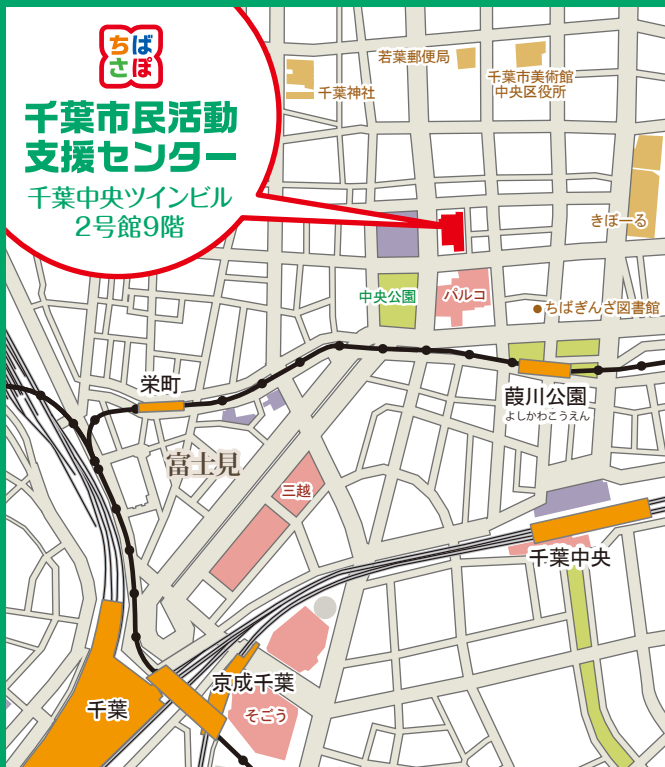 ちば
さぽ
千葉市民活動
支援センター
千葉中央ツインビル
2号館9階
若葉郵便局
千葉神社
千葉市美術館
中央区役所
きぼーる
中央公園
パルコ
ちばぎんざ図書館
栄町
葭川公園
よしかわこうえん
富士見
三越
千葉中央
京成千葉
千葉
そごう